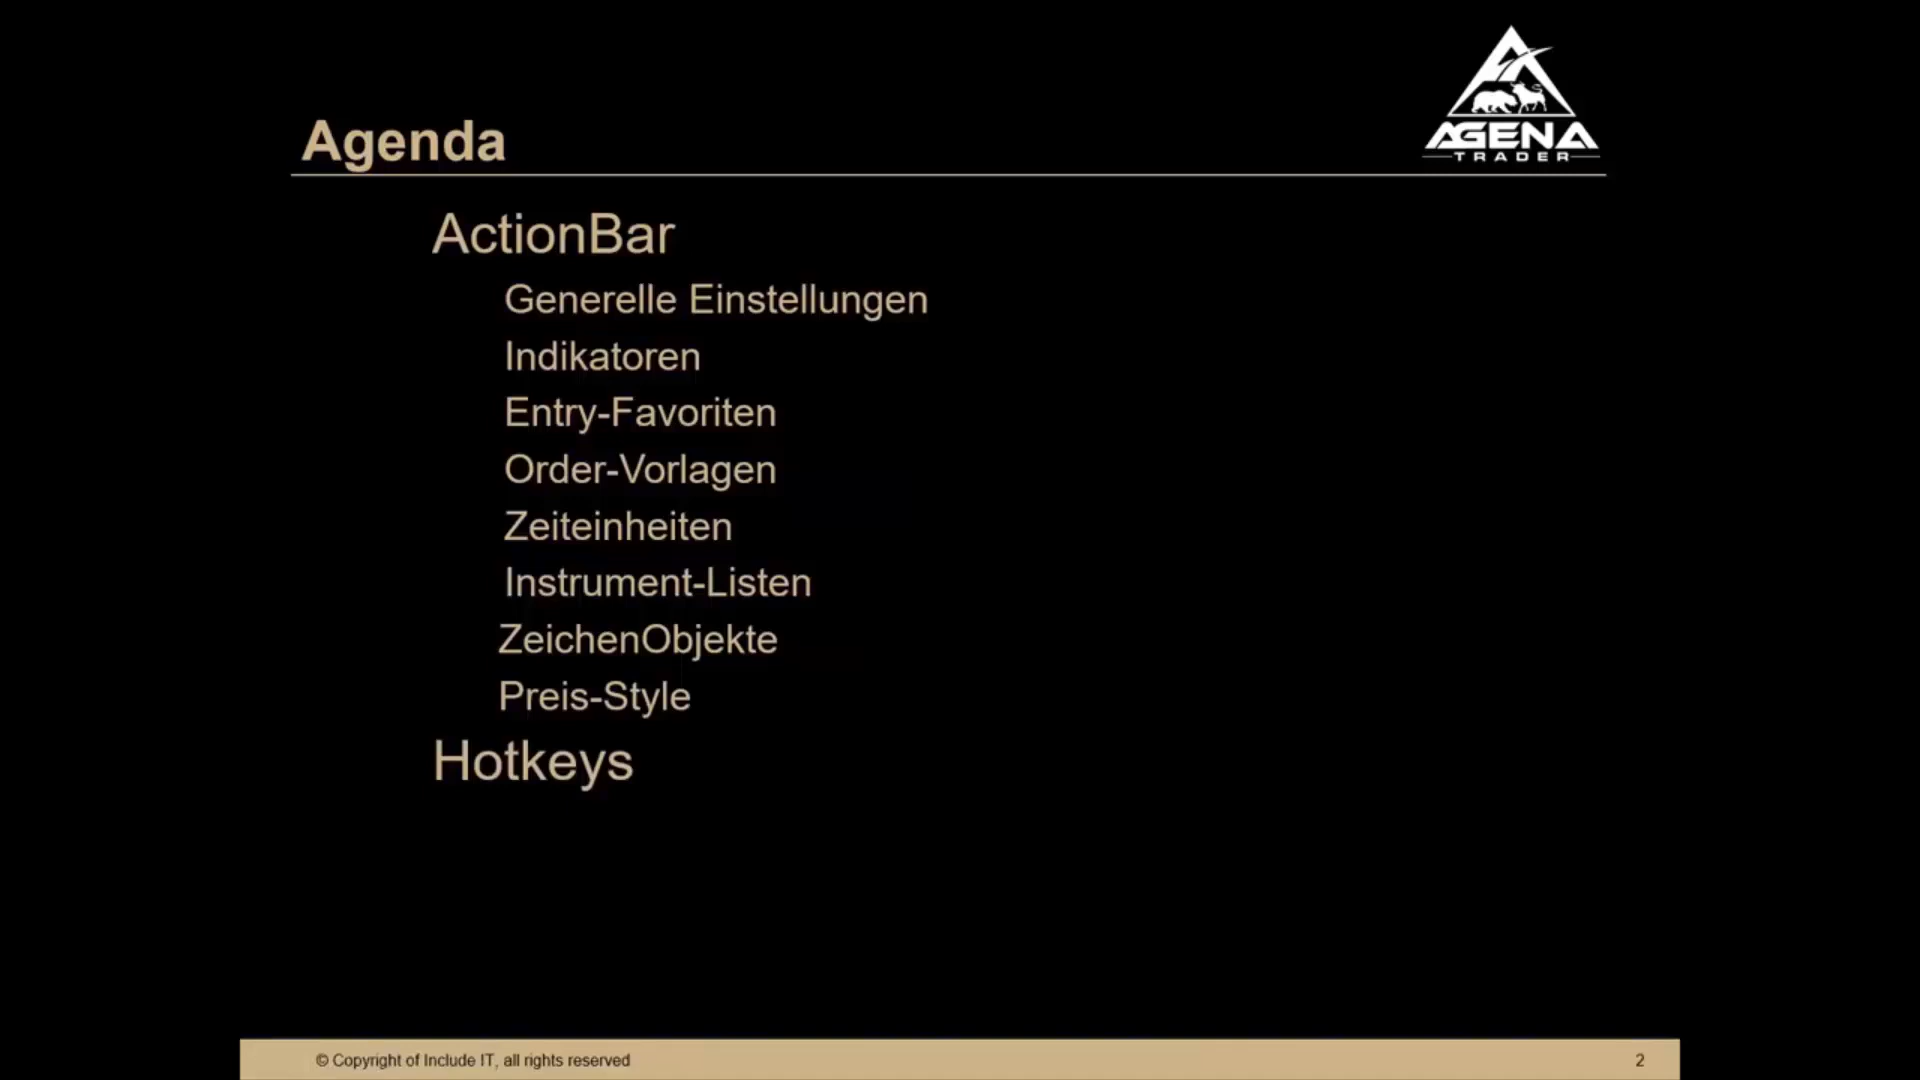 AGENA
TRADER
Agenda
ActionBar
Generelle Einstellungen
Indikatoren
Entry-Favoriten
Order-Vorlagen
Zeiteinheiten
Instrument-Listen
ZeichenObjekte
Preis-Style
Hotkeys
© Copyright of Include IT, all rights reserved
2